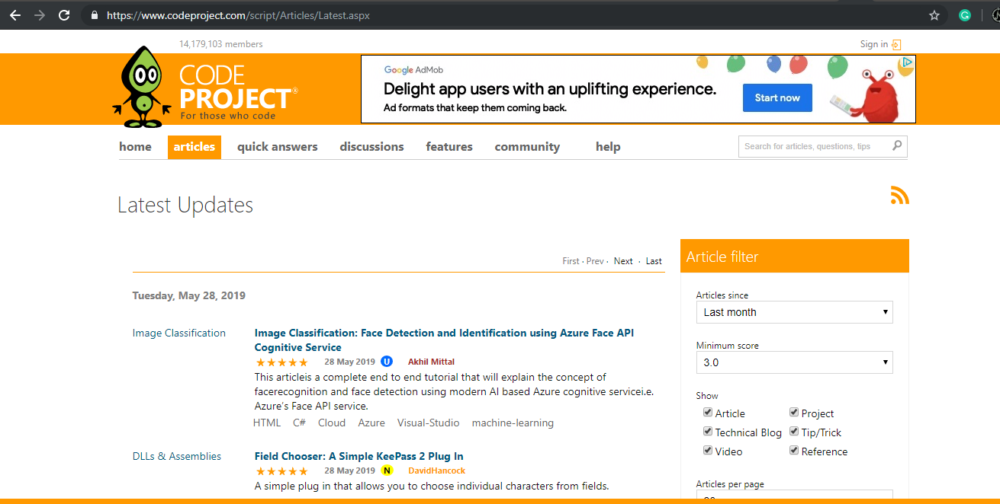 https://www.codeproject.com/script/Articles/Latest.aspx
14,179,103 members
Sign in
CODE
PROJECT®
For those who code
Google AdMob
Delight app users with an uplifting experience.
Ad formats that keep them coming back.
Start now
home articles quick answers discussions features community help
Search for articles, questions, tips
Latest Updates
First · Prev · Next · Last
Tuesday, May 28, 2019
Image Classification
Image Classification: Face Detection and Identification using Azure Face API
Cognitive Service
28 May 2019 U Akhil Mittal
This articleis a complete end to end tutorial that will explain the concept of
facerecognition and face detection using modern AI based Azure cognitive servicei.e.
Azure's Face API service.
HTML C# Cloud Azure Visual-Studio machine-learning
DLLs & Assemblies
Field Chooser: A Simple KeePass 2 Plug In
28 May 2019 N DavidHancock
A simple plug in that allows you to choose individual characters from fields.
Article filter
Articles since
Last month
Minimum score
3.0
Show
Article Project
Technical Blog Tip/Trick
Video Reference
Articles per page